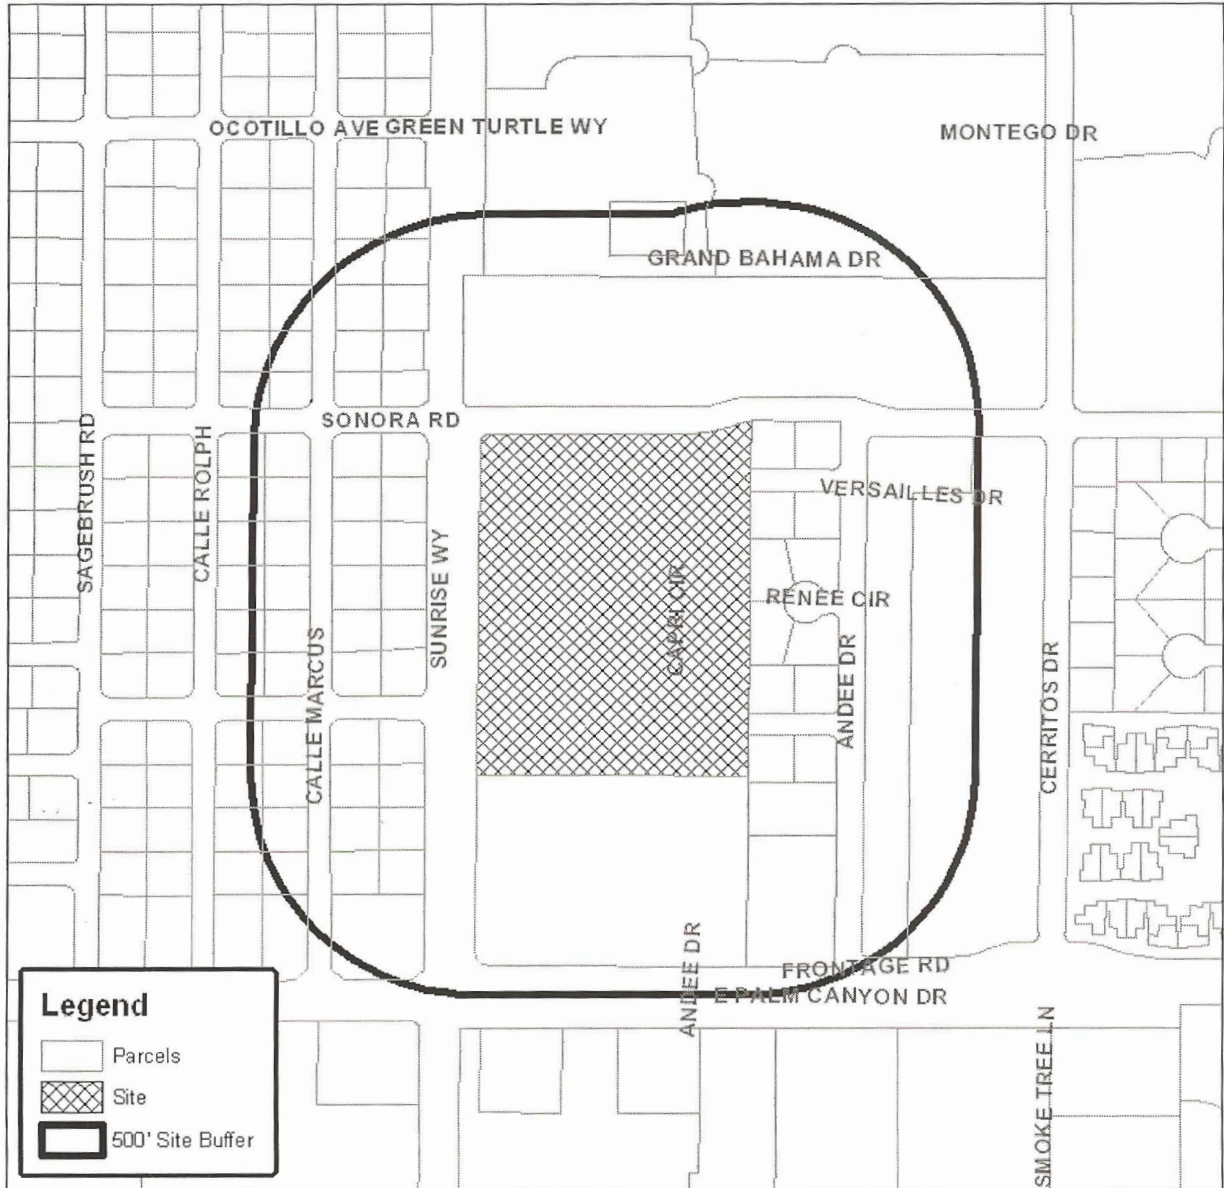 OCOTILLO AVE
GREEN TURTLE WY
MONTEGO DR
GRAND BAHAMA DR
SONORA RD
SAGEBRUSH RD
CALLE ROLPH
VERSAILLES DR
SUNRISE WY
CAPRI CIR
RENEE CIR
CALLE MARCUS
ANDEE DR
CERRITOS DR
ANDEE DR
FRONTAGE RD
E PALM CANYON DR
SMOKE TREE LN
Legend
Parcels
Site
500' Site Buffer